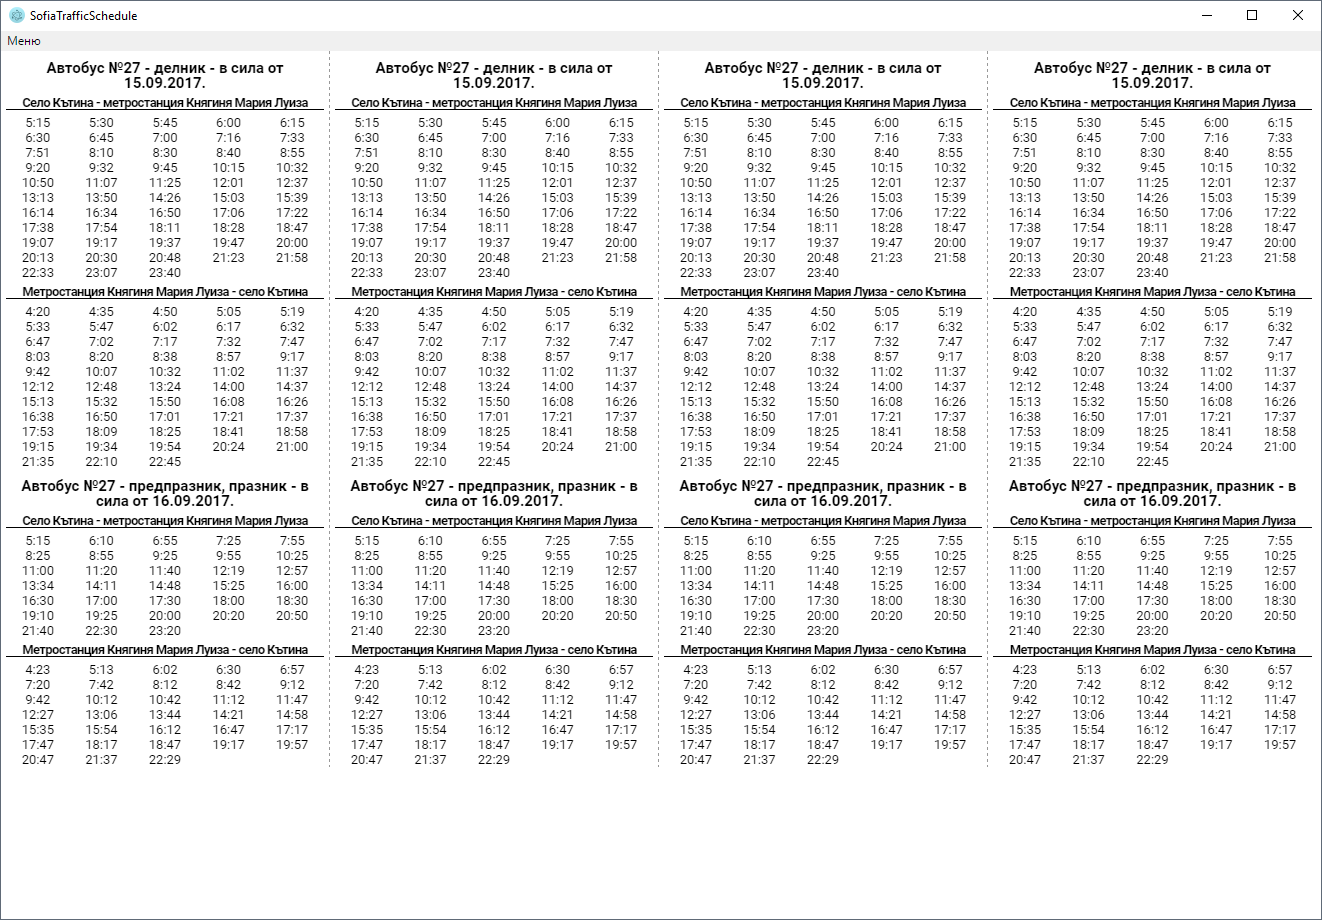 SofiaTrafficSchedule
Меню
Автобус №27 - делник - в сила от
15.09.2017.
Село Кътина - метростанция Княгиня Мария Луиза
5:15 5:30 5:45 6:00 6:15
6:30 6:45 7:00 7:16 7:33
7:51 8:10 8:30 8:40 8:55
9:20 9:32 9:45 10:15 10:32
10:50 11:07 11:25 12:01 12:37
13:13 13:50 14:26 15:03 15:39
16:14 16:34 16:50 17:06 17:22
17:38 17:54 18:11 18:28 18:47
19:07 19:17 19:37 19:47 20:00
20:13 20:30 20:48 21:23 21:58
22:33 23:07 23:40
Метростанция Княгиня Мария Луиза - село Кътина
4:20 4:35 4:50 5:05 5:19
5:33 5:47 6:02 6:17 6:32
6:47 7:02 7:17 7:32 7:47
8:03 8:20 8:38 8:57 9:17
9:42 10:07 10:32 11:02 11:37
12:12 12:48 13:24 14:00 14:37
15:13 15:32 15:50 16:08 16:26
16:38 16:50 17:01 17:21 17:37
17:53 18:09 18:25 18:41 18:58
19:15 19:34 19:54 20:24 21:00
21:35 22:10 22:45
Автобус №27 - предпразник, празник - в
сила от 16.09.2017.
Село Кътина - метростанция Княгиня Мария Луиза
5:15 6:10 6:55 7:25 7:55
8:25 8:55 9:25 9:55 10:25
11:00 11:20 11:40 12:19 12:57
13:34 14:11 14:48 15:25 16:00
16:30 17:00 17:30 18:00 18:30
19:10 19:25 20:00 20:20 20:50
21:40 22:30 23:20
Метростанция Княгиня Мария Луиза - село Кътина
4:23 5:13 6:02 6:30 6:57
7:20 7:42 8:12 8:42 9:12
9:42 10:12 10:42 11:12 11:47
12:27 13:06 13:44 14:21 14:58
15:35 15:54 16:12 16:47 17:17
17:47 18:17 18:47 19:17 19:57
20:47 21:37 22:29
Автобус №27 - делник - в сила от
15.09.2017.
Село Кътина - метростанция Княгиня Мария Луиза
5:15 5:30 5:45 6:00 6:15
6:30 6:45 7:00 7:16 7:33
7:51 8:10 8:30 8:40 8:55
9:20 9:32 9:45 10:15 10:32
10:50 11:07 11:25 12:01 12:37
13:13 13:50 14:26 15:03 15:39
16:14 16:34 16:50 17:06 17:22
17:38 17:54 18:11 18:28 18:47
19:07 19:17 19:37 19:47 20:00
20:13 20:30 20:48 21:23 21:58
22:33 23:07 23:40
Метростанция Княгиня Мария Луиза - село Кътина
4:20 4:35 4:50 5:05 5:19
5:33 5:47 6:02 6:17 6:32
6:47 7:02 7:17 7:32 7:47
8:03 8:20 8:38 8:57 9:17
9:42 10:07 10:32 11:02 11:37
12:12 12:48 13:24 14:00 14:37
15:13 15:32 15:50 16:08 16:26
16:38 16:50 17:01 17:21 17:37
17:53 18:09 18:25 18:41 18:58
19:15 19:34 19:54 20:24 21:00
21:35 22:10 22:45
Автобус №27 - предпразник, празник - в
сила от 16.09.2017.
Село Кътина - метростанция Княгиня Мария Луиза
5:15 6:10 6:55 7:25 7:55
8:25 8:55 9:25 9:55 10:25
11:00 11:20 11:40 12:19 12:57
13:34 14:11 14:48 15:25 16:00
16:30 17:00 17:30 18:00 18:30
19:10 19:25 20:00 20:20 20:50
21:40 22:30 23:20
Метростанция Княгиня Мария Луиза - село Кътина
4:23 5:13 6:02 6:30 6:57
7:20 7:42 8:12 8:42 9:12
9:42 10:12 10:42 11:12 11:47
12:27 13:06 13:44 14:21 14:58
15:35 15:54 16:12 16:47 17:17
17:47 18:17 18:47 19:17 19:57
20:47 21:37 22:29
Автобус №27 - делник - в сила от
15.09.2017.
Село Кътина - метростанция Княгиня Мария Луиза
5:15 5:30 5:45 6:00 6:15
6:30 6:45 7:00 7:16 7:33
7:51 8:10 8:30 8:40 8:55
9:20 9:32 9:45 10:15 10:32
10:50 11:07 11:25 12:01 12:37
13:13 13:50 14:26 15:03 15:39
16:14 16:34 16:50 17:06 17:22
17:38 17:54 18:11 18:28 18:47
19:07 19:17 19:37 19:47 20:00
20:13 20:30 20:48 21:23 21:58
22:33 23:07 23:40
Метростанция Княгиня Мария Луиза - село Кътина
4:20 4:35 4:50 5:05 5:19
5:33 5:47 6:02 6:17 6:32
6:47 7:02 7:17 7:32 7:47
8:03 8:20 8:38 8:57 9:17
9:42 10:07 10:32 11:02 11:37
12:12 12:48 13:24 14:00 14:37
15:13 15:32 15:50 16:08 16:26
16:38 16:50 17:01 17:21 17:37
17:53 18:09 18:25 18:41 18:58
19:15 19:34 19:54 20:24 21:00
21:35 22:10 22:45
Автобус №27 - предпразник, празник - в
сила от 16.09.2017.
Село Кътина - метростанция Княгиня Мария Луиза
5:15 6:10 6:55 7:25 7:55
8:25 8:55 9:25 9:55 10:25
11:00 11:20 11:40 12:19 12:57
13:34 14:11 14:48 15:25 16:00
16:30 17:00 17:30 18:00 18:30
19:10 19:25 20:00 20:20 20:50
21:40 22:30 23:20
Метростанция Княгиня Мария Луиза - село Кътина
4:23 5:13 6:02 6:30 6:57
7:20 7:42 8:12 8:42 9:12
9:42 10:12 10:42 11:12 11:47
12:27 13:06 13:44 14:21 14:58
15:35 15:54 16:12 16:47 17:17
17:47 18:17 18:47 19:17 19:57
20:47 21:37 22:29
Автобус №27 - делник - в сила от
15.09.2017.
Село Кътина - метростанция Княгиня Мария Луиза
5:15 5:30 5:45 6:00 6:15
6:30 6:45 7:00 7:16 7:33
7:51 8:10 8:30 8:40 8:55
9:20 9:32 9:45 10:15 10:32
10:50 11:07 11:25 12:01 12:37
13:13 13:50 14:26 15:03 15:39
16:14 16:34 16:50 17:06 17:22
17:38 17:54 18:11 18:28 18:47
19:07 19:17 19:37 19:47 20:00
20:13 20:30 20:48 21:23 21:58
22:33 23:07 23:40
Метростанция Княгиня Мария Луиза - село Кътина
4:20 4:35 4:50 5:05 5:19
5:33 5:47 6:02 6:17 6:32
6:47 7:02 7:17 7:32 7:47
8:03 8:20 8:38 8:57 9:17
9:42 10:07 10:32 11:02 11:37
12:12 12:48 13:24 14:00 14:37
15:13 15:32 15:50 16:08 16:26
16:38 16:50 17:01 17:21 17:37
17:53 18:09 18:25 18:41 18:58
19:15 19:34 19:54 20:24 21:00
21:35 22:10 22:45
Автобус №27 - предпразник, празник - в
сила от 16.09.2017.
Село Кътина - метростанция Княгиня Мария Луиза
5:15 6:10 6:55 7:25 7:55
8:25 8:55 9:25 9:55 10:25
11:00 11:20 11:40 12:19 12:57
13:34 14:11 14:48 15:25 16:00
16:30 17:00 17:30 18:00 18:30
19:10 19:25 20:00 20:20 20:50
21:40 22:30 23:20
Метростанция Княгиня Мария Луиза - село Кътина
4:23 5:13 6:02 6:30 6:57
7:20 7:42 8:12 8:42 9:12
9:42 10:12 10:42 11:12 11:47
12:27 13:06 13:44 14:21 14:58
15:35 15:54 16:12 16:47 17:17
17:47 18:17 18:47 19:17 19:57
20:47 21:37 22:29